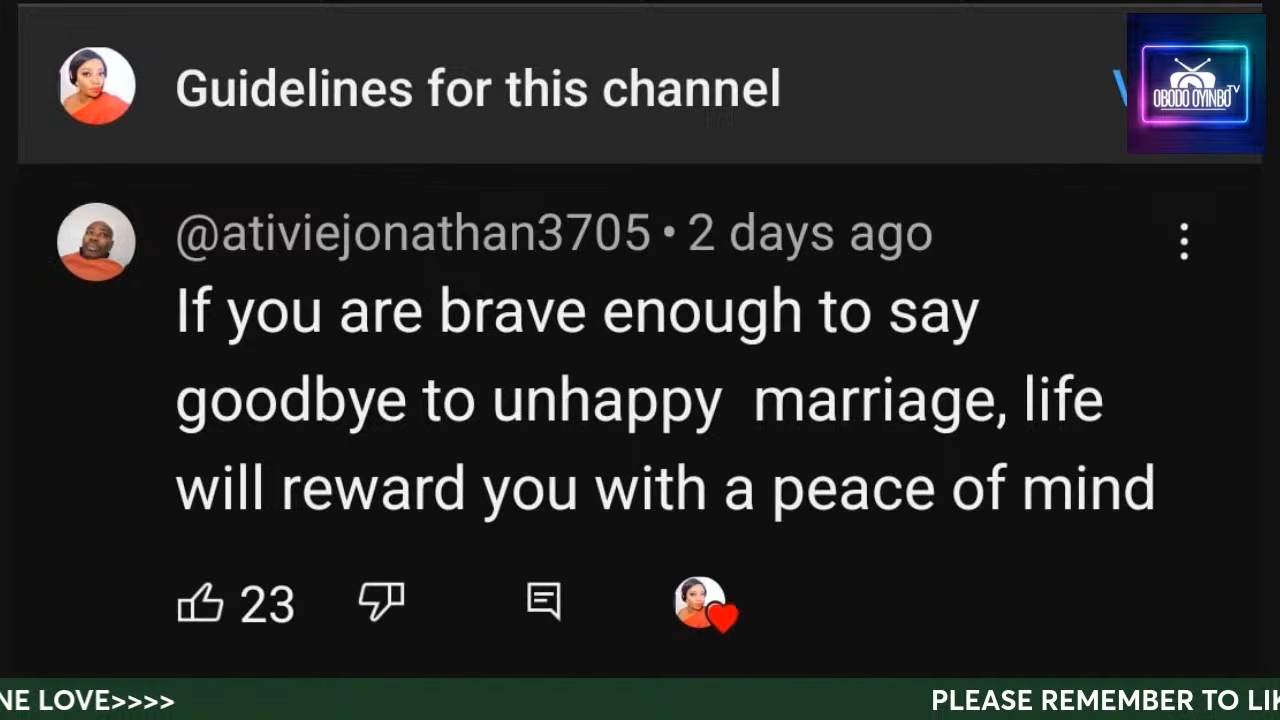 Guidelines for this channel
OBODO OYINBO TV
@ativiejonathan3705 • 2 days ago
If you are brave enough to say
goodbye to unhappy  marriage, life
will reward you with a peace of mind
23
NE LOVE>>>>
PLEASE REMEMBER TO LIK